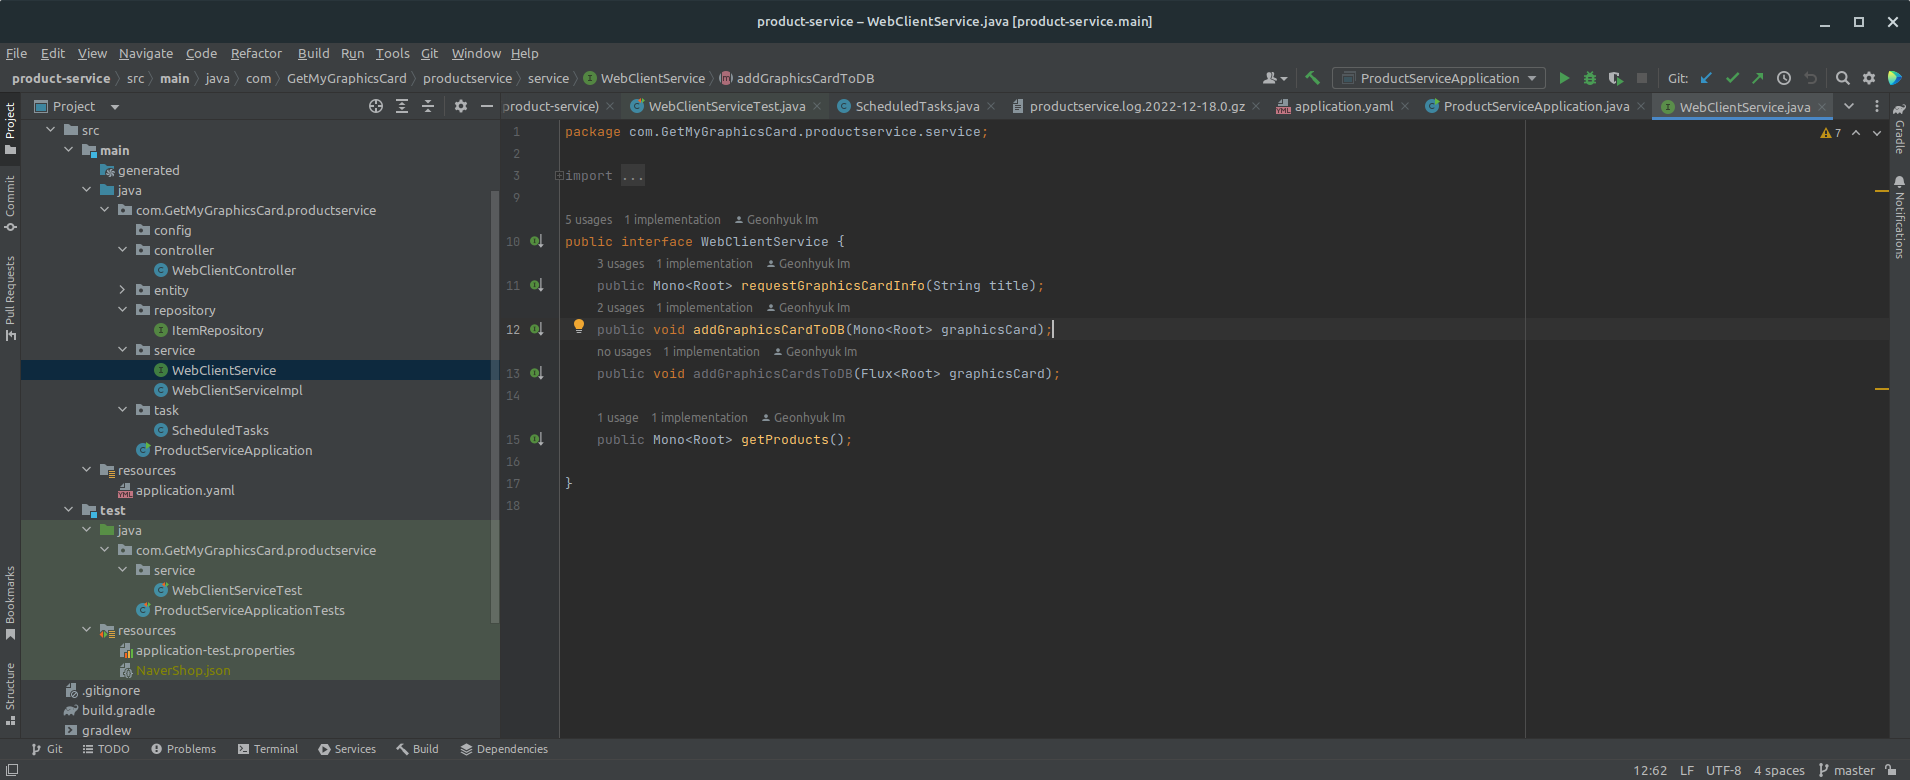 product-service – WebClientService.java [product-service.main]
File Edit View Navigate Code Refactor Build Run Tools Git Window Help
product-service src main java com GetMyGraphicsCard productservice service WebClientService addGraphicsCardToDB
ProductServiceApplication
Git:
Project
product-service) WebClientServiceTest.java ScheduledTasks.java productservice.log.2022-12-18.0.gz application.yaml ProductServiceApplication.java WebClientService.java
Project
Commit
Pull Requests
Bookmarks
Structure
src
main
generated
java
com.GetMyGraphicsCard.productservice
config
controller
WebClientController
entity
repository
ItemRepository
service
WebClientService
WebClientServiceImpl
task
ScheduledTasks
ProductServiceApplication
resources
application.yaml
test
java
com.GetMyGraphicsCard.productservice
service
WebClientServiceTest
ProductServiceApplicationTests
resources
application-test.properties
NaverShop.json
.gitignore
build.gradle
gradlew
1 package com.GetMyGraphicsCard.productservice.service;
2
3 import ...
9
5 usages 1 implementation Geonhyuk Im
10 public interface WebClientService {
3 usages 1 implementation Geonhyuk Im
11 public Mono<Root> requestGraphicsCardInfo(String title);
2 usages 1 implementation Geonhyuk Im
12 public void addGraphicsCardToDB(Mono<Root> graphicsCard);
no usages 1 implementation Geonhyuk Im
13 public void addGraphicsCardsToDB(Flux<Root> graphicsCard);
14
1 usage 1 implementation Geonhyuk Im
15 public Mono<Root> getProducts();
16
17 }
18
7
Gradle
Notifications
Git TODO Problems Terminal Services Build Dependencies
12:62 LF UTF-8 4 spaces master